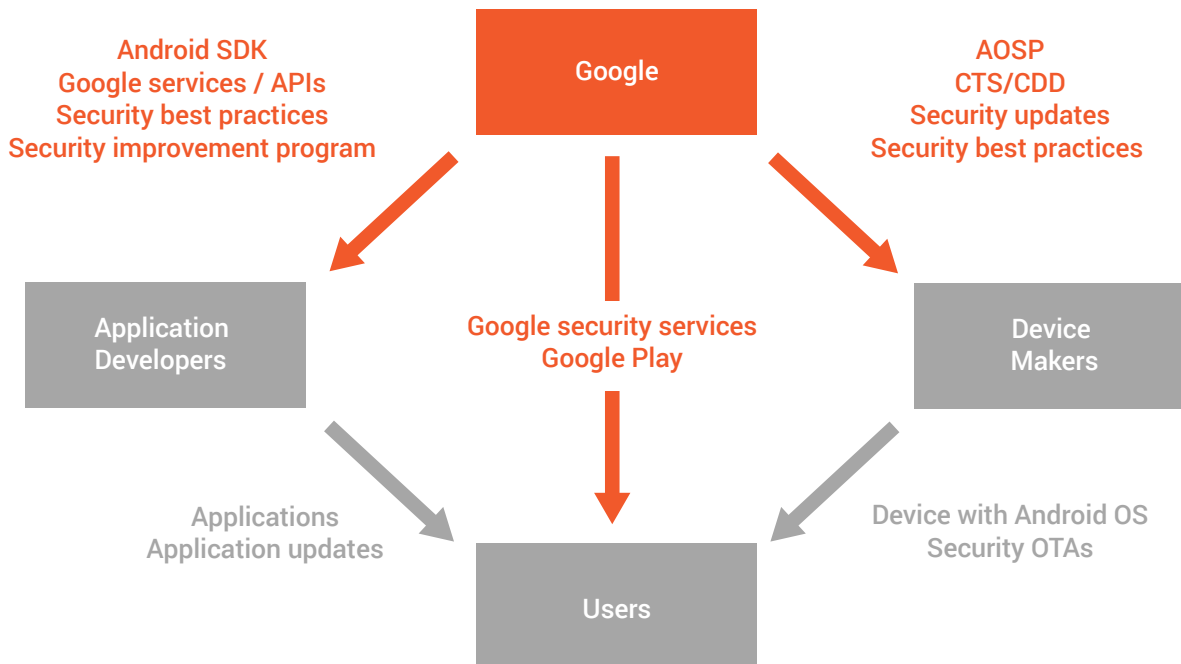 Android SDK
Google services / APIs
Security best practices
Security improvement program
Google
AOSP
CTS/CDD
Security updates
Security best practices
Application
Developers
Google security services
Google Play
Device
Makers
Applications
Application updates
Device with Android OS
Security OTAs
Users